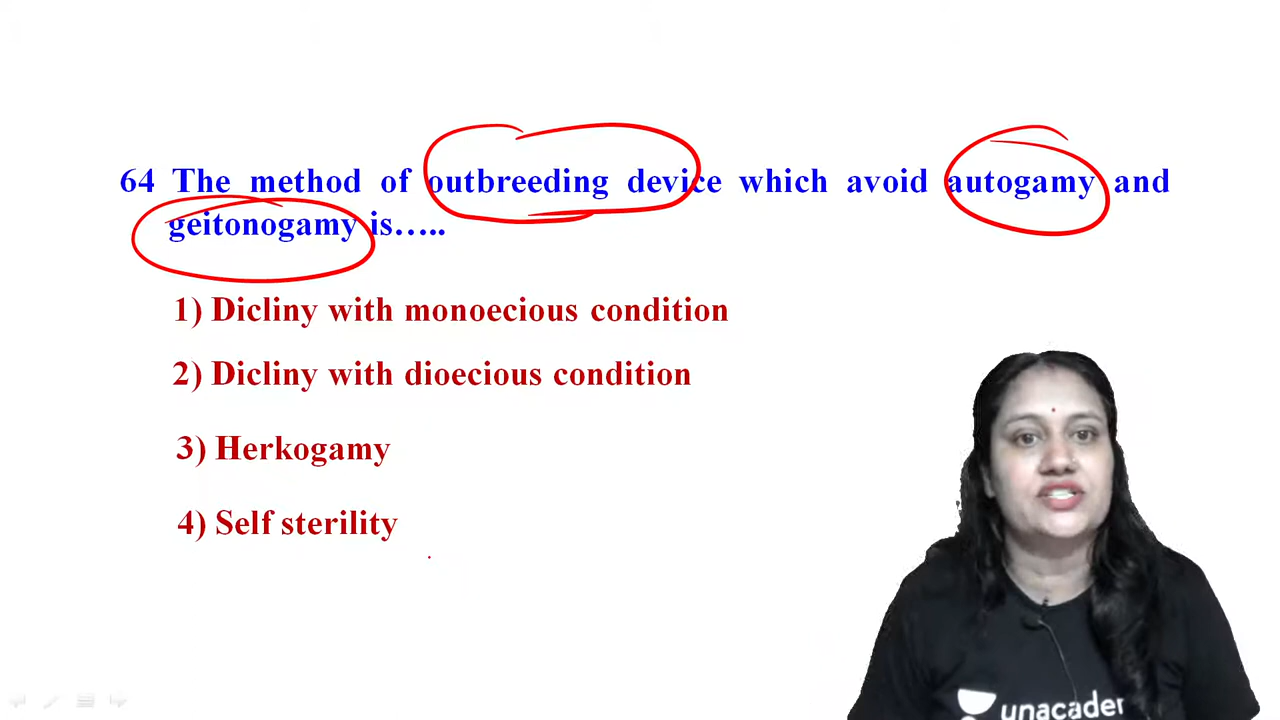 64 The method of outbreeding device which avoid autogamy and
geitonogamy is…..
1) Dicliny with monoecious condition
2) Dicliny with dioecious condition
3) Herkogamy
4) Self sterility
unacader